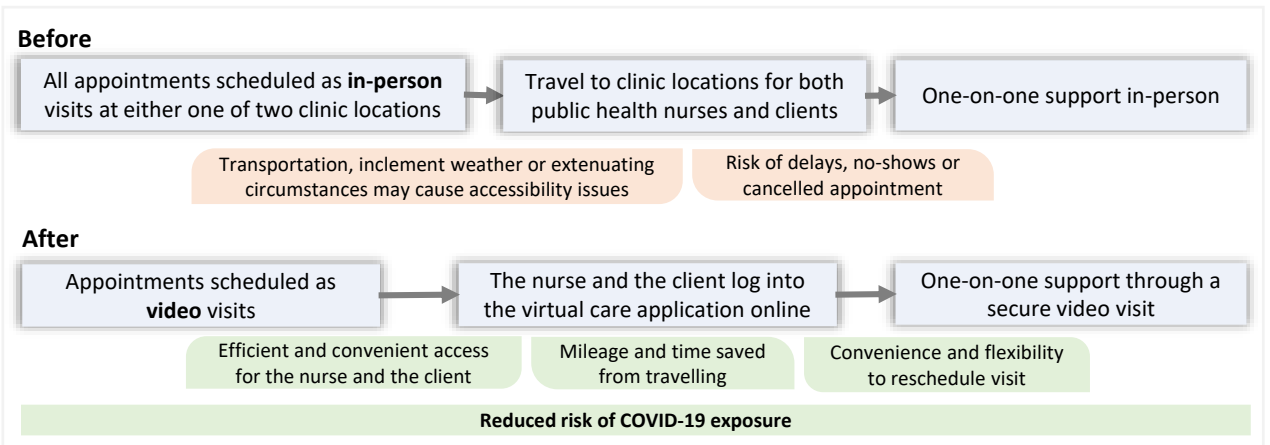 Before
All appointments scheduled as in-person
visits at either one of two clinic locations
Travel to clinic locations for both
public health nurses and clients
One-on-one support in-person
Transportation, inclement weather or extenuating
circumstances may cause accessibility issues
Risk of delays, no-shows or
cancelled appointment
After
Appointments scheduled as
video visits
The nurse and the client log into
the virtual care application online
One-on-one support through a
secure video visit
Efficient and convenient access
for the nurse and the client
Mileage and time saved
from travelling
Convenience and flexibility
to reschedule visit
Reduced risk of COVID-19 exposure